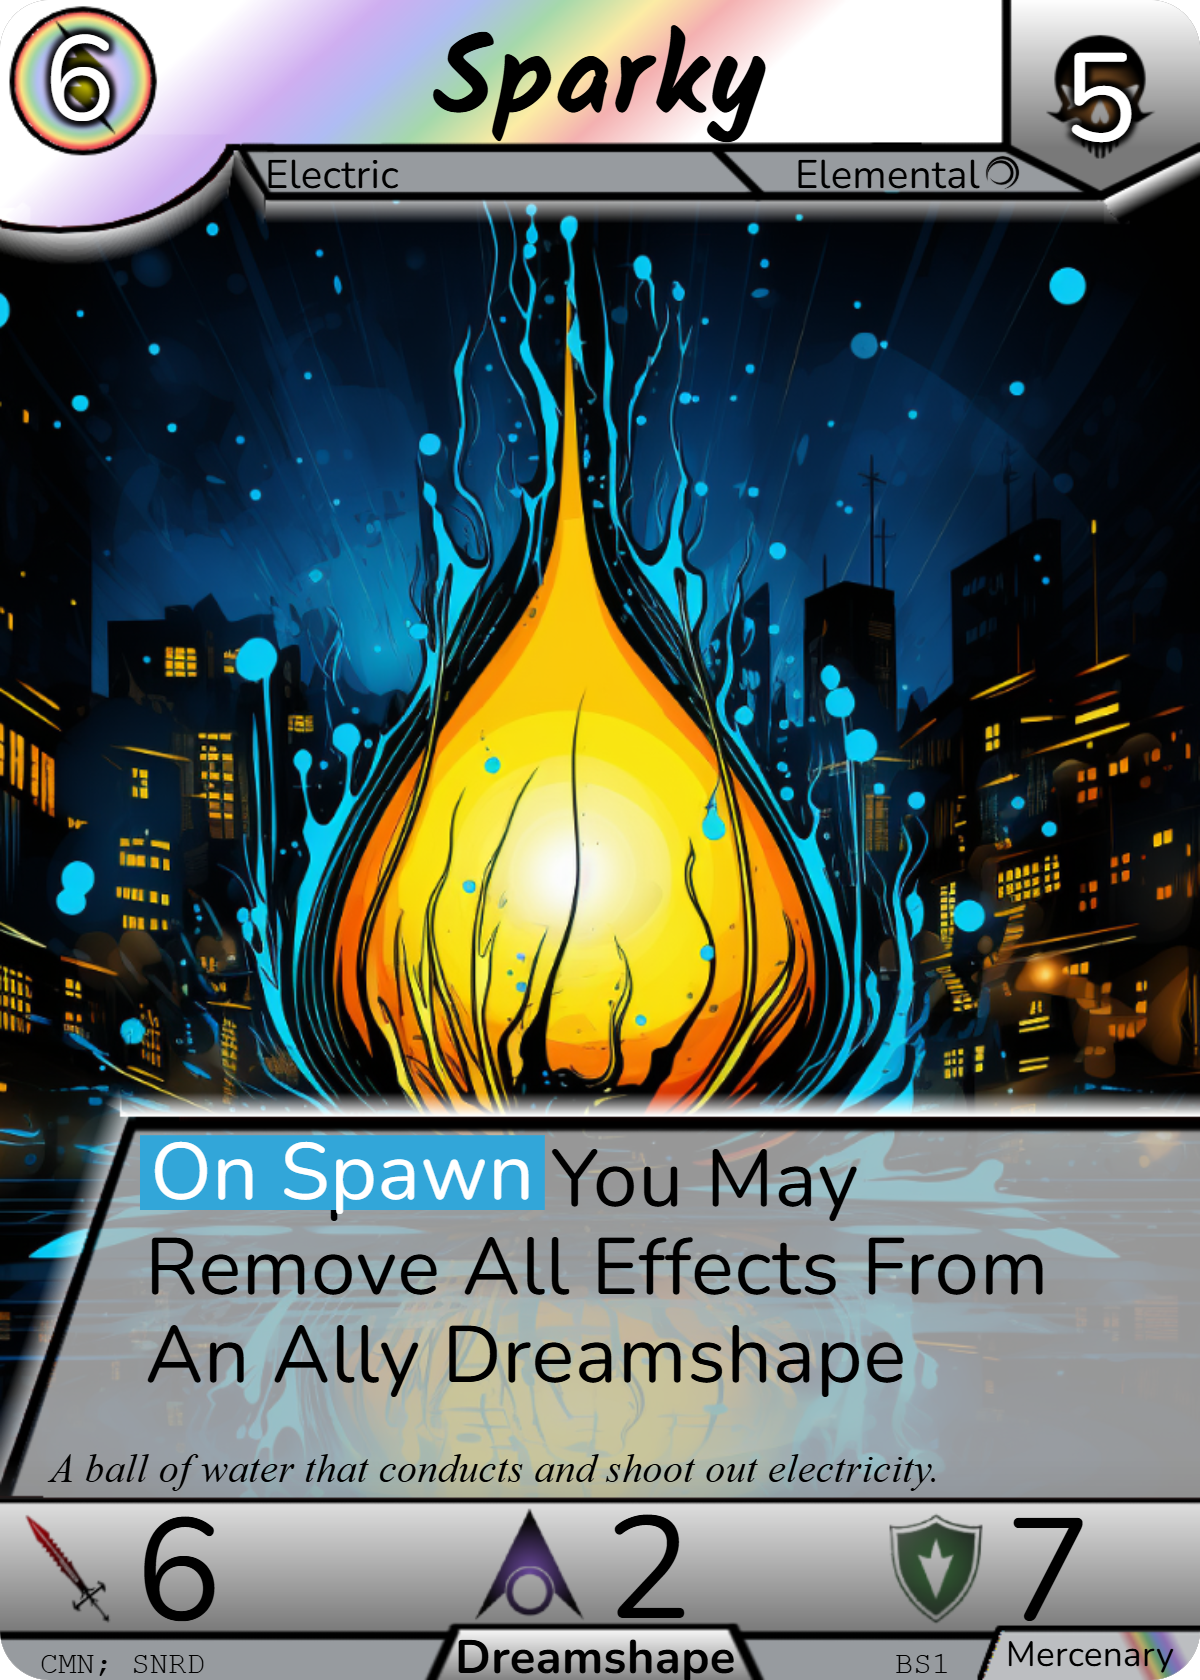 6
Sparky
5
Electric
Elemental
On Spawn You May
Remove All Effects From
An Ally Dreamshape
A ball of water that conducts and shoot out electricity.
6
2
7
CMN; SNRD
Dreamshape
BS1
Mercenary